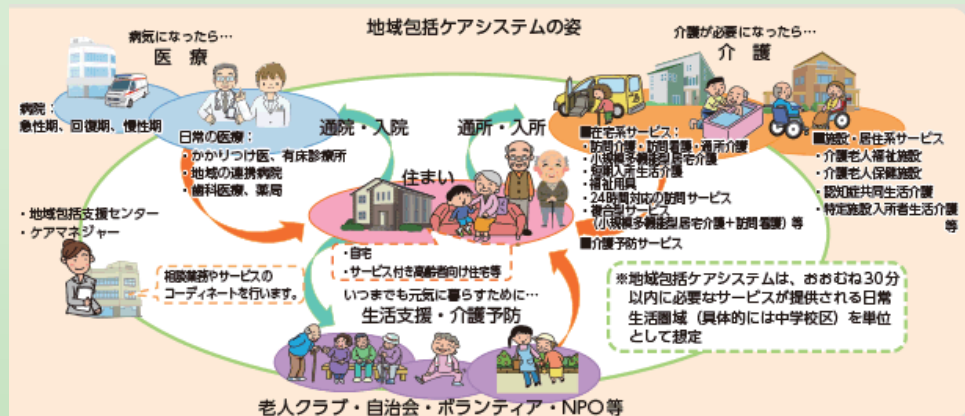 地域包括ケアシステムの姿
病気になったら…
医 療
病院：
急性期、回復期、慢性期
日常の医療：
・かかりつけ医、有床診療所
・地域の連携病院
・歯科医療、薬局
通院・入院
通所・入所
介護が必要になったら…
介 護
■在宅系サービス：
・訪問介護・訪問看護・通所介護
・小規模多機能型居宅介護
・短期入所生活介護
・福祉用具
・24時間対応の訪問サービス
・複合型サービス
（小規模多機能型居宅介護＋訪問看護）等
■介護予防サービス
■施設・居住系サービス
・介護老人福祉施設
・介護老人保健施設
・認知症共同生活介護
・特定施設入所者生活介護
等
住まい
・自宅
・サービス付き高齢者向け住宅等
・地域包括支援センター
・ケアマネジャー
相談業務やサービスの
コーディネートを行います。
いつまでも元気に暮らすために…
生活支援・介護予防
老人クラブ・自治会・ボランティア・NPO等
※地域包括ケアシステムは、おおむね30分
以内に必要なサービスが提供される日常
生活圏域（具体的には中学校区）を単位
として想定